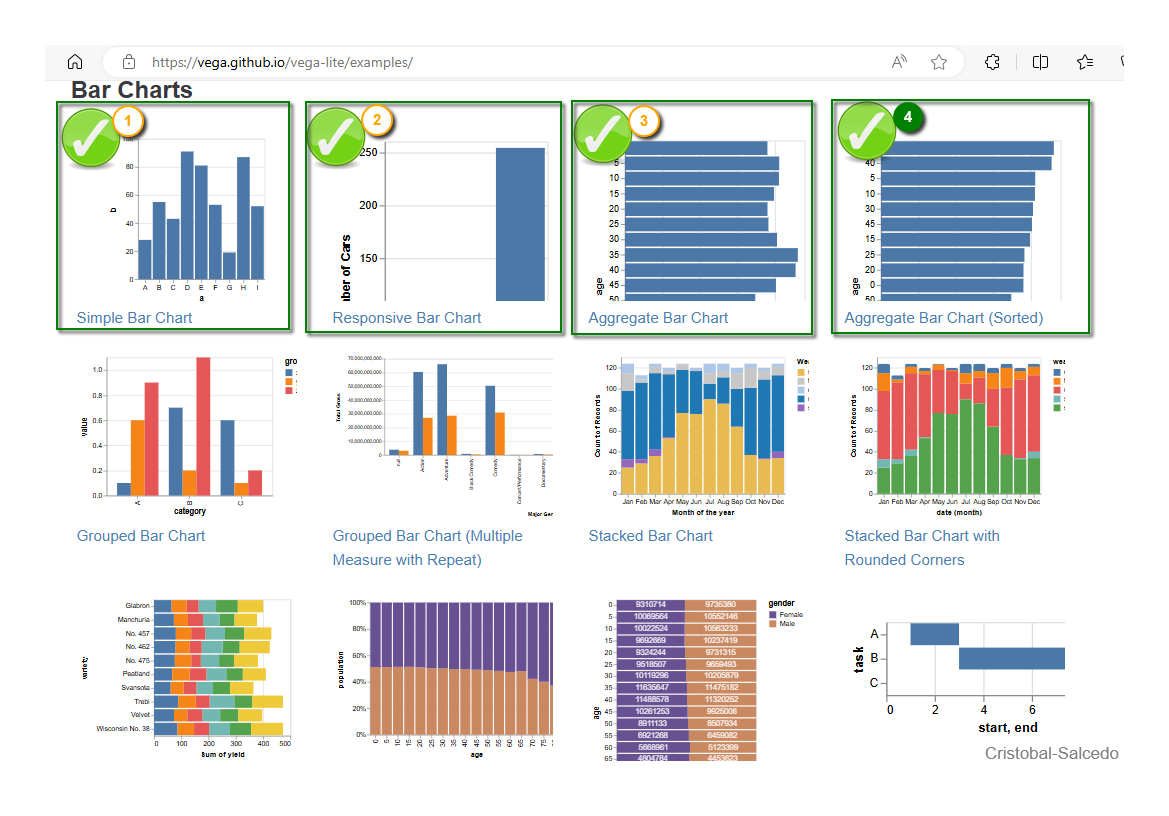 https://vega.github.io/vega-lite/examples/
Bar Charts
1
2
3
4
100
80
60
40
20
0
b
A B C D E F G H I
a
Simple Bar Chart
250
200
150
ber of Cars
Responsive Bar Chart
5
10
15
20
25
30
35
40
45
50
age
Aggregate Bar Chart
35
40
5
10
30
45
15
25
20
0
50
age
Aggregate Bar Chart (Sorted)
1.0
0.8
0.6
0.4
0.2
0.0
value
A B C
category
gro
Grouped Bar Chart
70,000,000,000
60,000,000,000
50,000,000,000
40,000,000,000
30,000,000,000
20,000,000,000
10,000,000,000
0
Total Gross
null
Action
Adventure
Black Comedy
Comedy
Concert/Performance
Documentary
Major Gen
Grouped Bar Chart (Multiple
Measure with Repeat)
120
100
80
60
40
20
0
Count of Records
Jan Feb Mar Apr May Jun Jul Aug Sep Oct Nov Dec
Month of the year
We
Stacked Bar Chart
120
100
80
60
40
20
0
Count of Records
Jan Feb Mar Apr May Jun Jul Aug Sep Oct Nov Dec
date (month)
wea
Stacked Bar Chart with
Rounded Corners
variety
Glabron
Manchuria
No. 457
No. 462
No. 475
Peatland
Svansota
Trebi
Velvet
Wisconsin No. 38
0 100 200 300 400 500
Sum of yield
100%
80%
60%
40%
20%
0%
population
0 5 10 15 20 25 30 35 40 45 50 55 60 65 70 75
age
0 9310714 9735380
5 10069564 10552146
10 10022524 10563233
15 9692669 10237419
20 9324244 9731315
25 9518507 9659493
30 10119296 10205879
35 11635647 11475182
40 11488578 11320252
45 10261253 9925006
50 8911133 8507934
55 6921268 6459082
60 5668961 5123399
65 4804784 4453623
age
gender
Female
Male
A
B
C
task
0 2 4 6
start, end
Cristobal-Salcedo